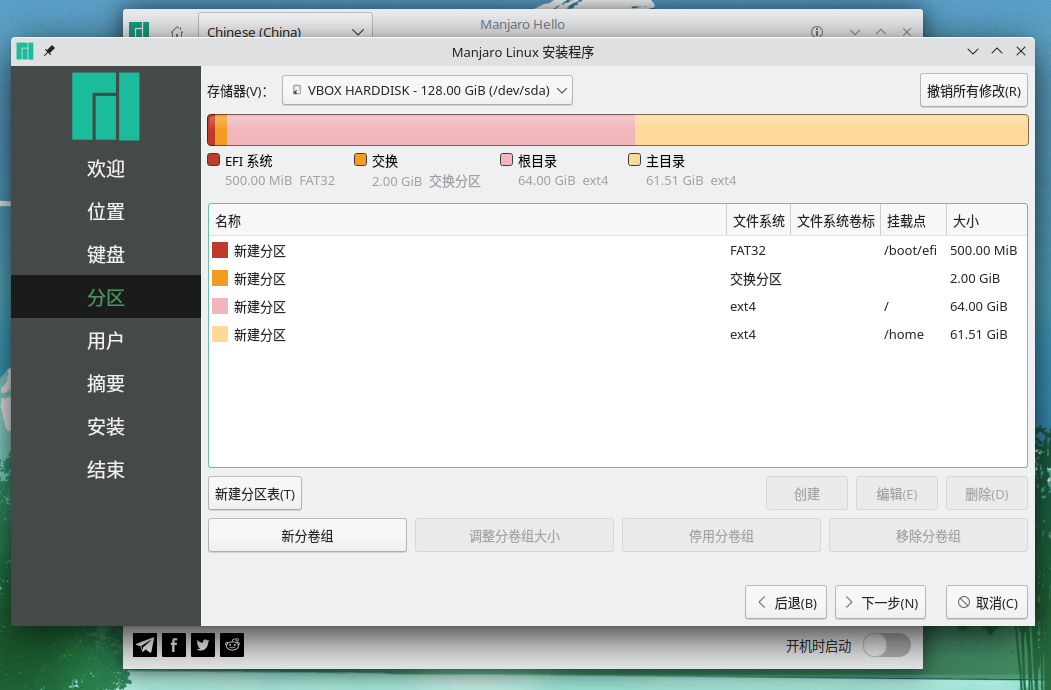 Manjaro Hello
Chinese (China)
Manjaro Linux 安装程序
欢迎
位置
键盘
分区
用户
摘要
安装
结束
存储器(V): VBOX HARDDISK - 128.00 GiB (/dev/sda) 撤销所有修改(R)
EFI 系统 交换 根目录 主目录
500.00 MiB FAT32 2.00 GiB 交换分区 64.00 GiB ext4 61.51 GiB ext4
名称 文件系统 文件系统卷标 挂载点 大小
新建分区 FAT32 /boot/efi 500.00 MiB
新建分区 交换分区 2.00 GiB
新建分区 ext4 / 64.00 GiB
新建分区 ext4 /home 61.51 GiB
新建分区表(T) 创建 编辑(E) 删除(D)
新分卷组 调整分卷组大小 停用分卷组 移除分卷组
后退(B) 下一步(N) 取消(C)
开机时启动